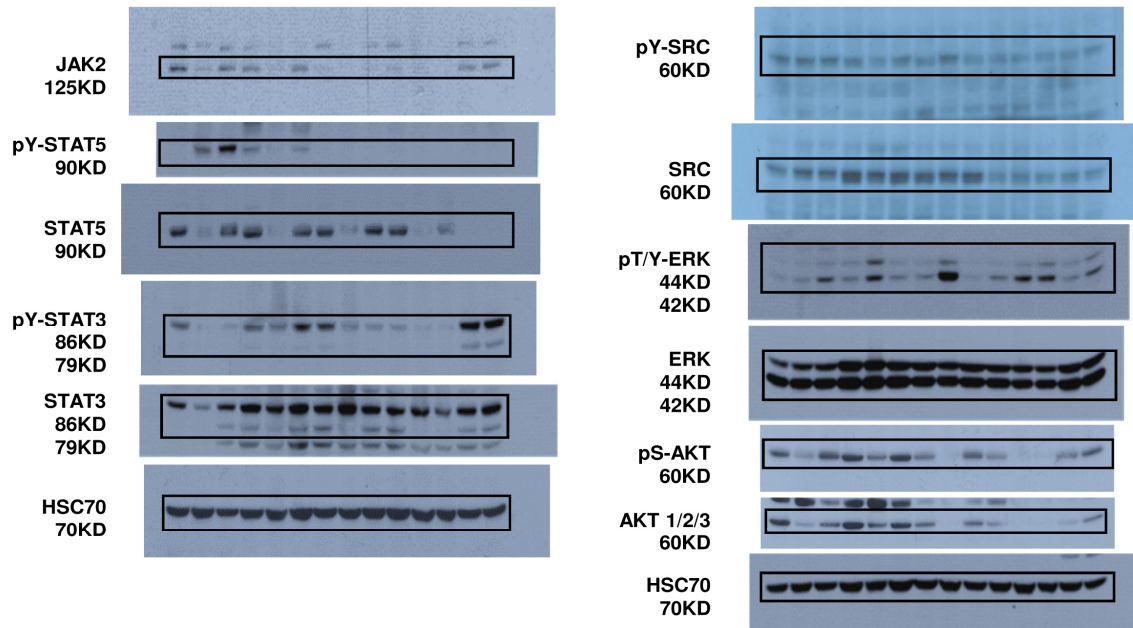 JAK2
125KD
pY-STAT5
90KD
STAT5
90KD
pY-STAT3
86KD
79KD
STAT3
86KD
79KD
HSC70
70KD
pY-SRC
60KD
SRC
60KD
pT/Y-ERK
44KD
42KD
ERK
44KD
42KD
pS-AKT
60KD
AKT 1/2/3
60KD
HSC70
70KD